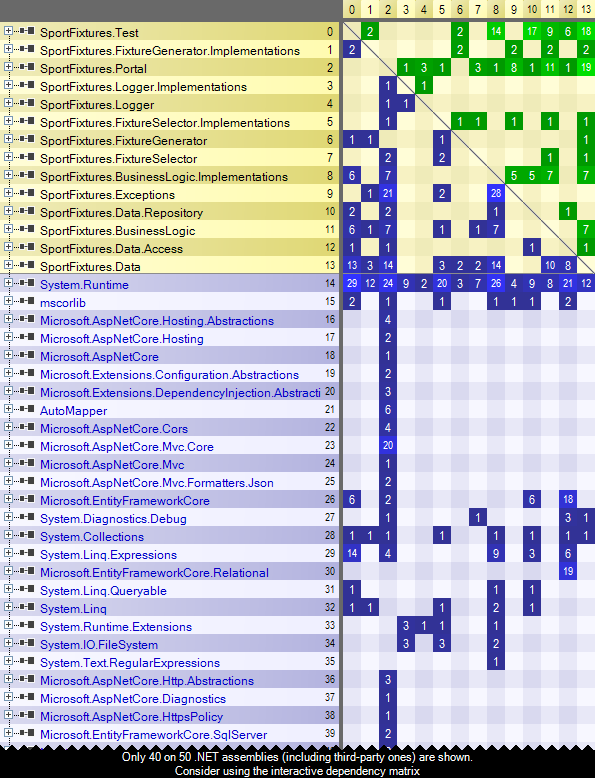 0 1 2 3 4 5 6 7 8 9 10 11 12 13
SportFixtures.Test 0 2 2 14 17 9 6 18
SportFixtures.FixtureGenerator.Implementations 1 2 2 2 2 2
SportFixtures.Portal 2 1 3 1 3 1 8 1 11 1 19
SportFixtures.Logger.Implementations 3 1 1
SportFixtures.Logger 4 1 1
SportFixtures.FixtureSelector.Implementations 5 1 1 1 1 1 1
SportFixtures.FixtureGenerator 6 1 1 1 1
SportFixtures.FixtureSelector 7 2 2 1 1
SportFixtures.BusinessLogic.Implementations 8 6 7 5 5 7 7
SportFixtures.Exceptions 9 1 21 2 28
SportFixtures.Data.Repository 10 2 2 2 1
SportFixtures.BusinessLogic 11 6 1 7 1 1 7 7
SportFixtures.Data.Access 12 1 1 1 1
SportFixtures.Data 13 13 3 14 3 2 2 14 10 8
System.Runtime 14 29 12 24 9 2 20 3 7 26 4 9 8 21 12
mscorlib 15 2 1 1 1 1 1 2
Microsoft.AspNetCore.Hosting.Abstractions 16 4
Microsoft.AspNetCore.Hosting 17 2
Microsoft.AspNetCore 18 1
Microsoft.Extensions.Configuration.Abstractions 19 2
Microsoft.Extensions.DependencyInjection.Abstracti 20 3
AutoMapper 21 6
Microsoft.AspNetCore.Cors 22 4
Microsoft.AspNetCore.Mvc.Core 23 20
Microsoft.AspNetCore.Mvc 24 1
Microsoft.AspNetCore.Mvc.Formatters.Json 25 2
Microsoft.EntityFrameworkCore 26 6 2 6 18
System.Diagnostics.Debug 27 1 1 3 1
System.Collections 28 1 1 1 1 1 1 1 1 1
System.Linq.Expressions 29 14 4 9 3 6
Microsoft.EntityFrameworkCore.Relational 30 19
System.Linq.Queryable 31 1 1 1
System.Linq 32 1 1 1 2 1
System.Runtime.Extensions 33 3 1 1 1
System.IO.FileSystem 34 3 3 2
System.Text.RegularExpressions 35 1
Microsoft.AspNetCore.Http.Abstractions 36 3
Microsoft.AspNetCore.Diagnostics 37 1
Microsoft.AspNetCore.HttpsPolicy 38 1
Microsoft.EntityFrameworkCore.SqlServer 39 2
Only 40 on 50 .NET assemblies (including third-party ones) are shown.
Consider using the interactive dependency matrix